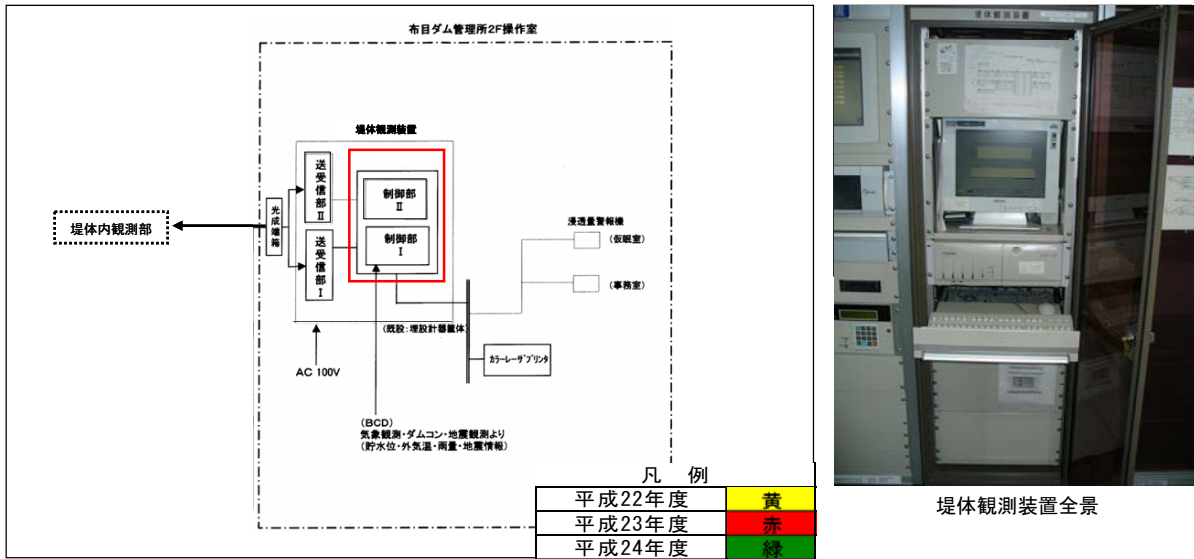 布目ダム管理所2F操作室
堤体観測装置
送受信部Ⅱ
制御部
Ⅱ
光成端箱
堤体内観測部
送受信部Ⅰ
制御部
Ⅰ
浸透量警報機
(仮眠室)
(事務室)
(既設:埋設計器筐体)
AC 100V
カラーレーザプリンタ
(BCD)
気象観測・ダムコン・地震観測より
(貯水位・外気温・雨量・地震情報)
凡 例
平成22年度 黄
平成23年度 赤
平成24年度 緑
堤体観測装置
堤体観測装置全景